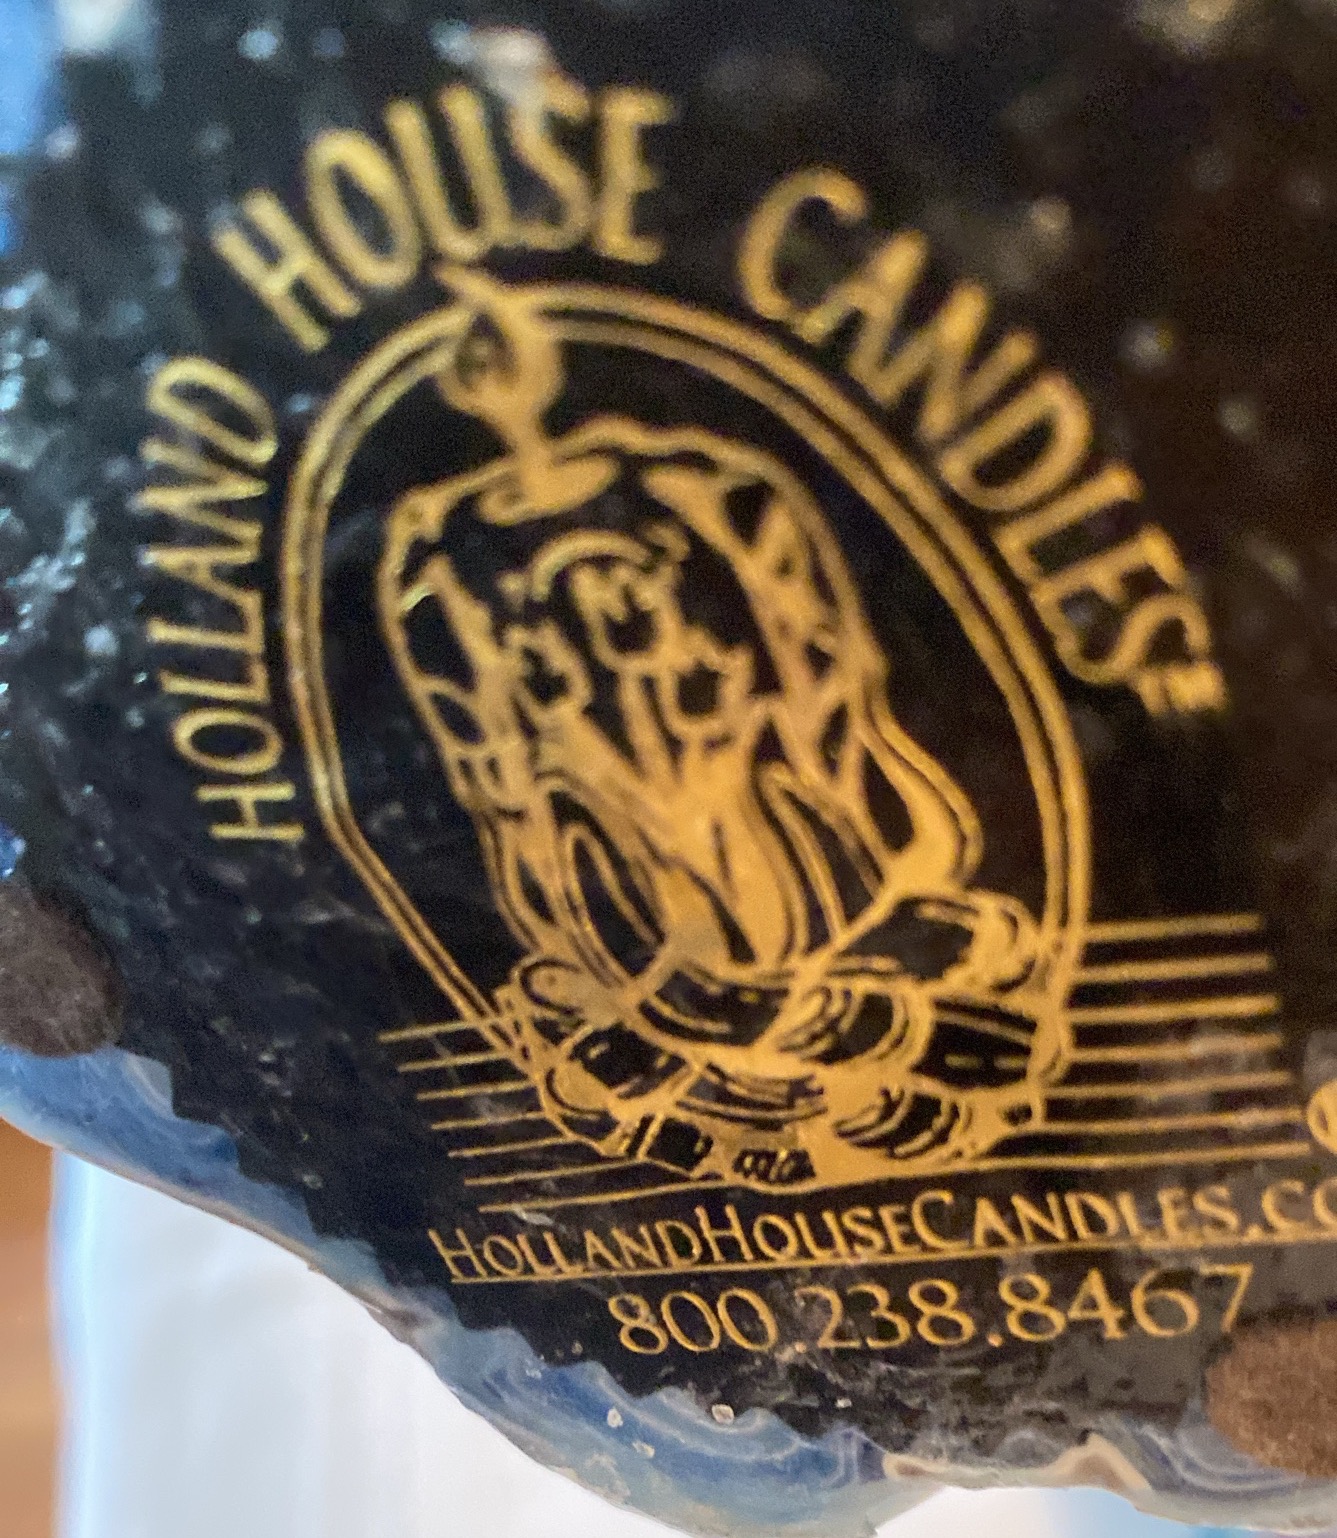 HOLLAND HOUSE CANDLES
HOLLANDHOUSECANDLES.CO
800.238.8467